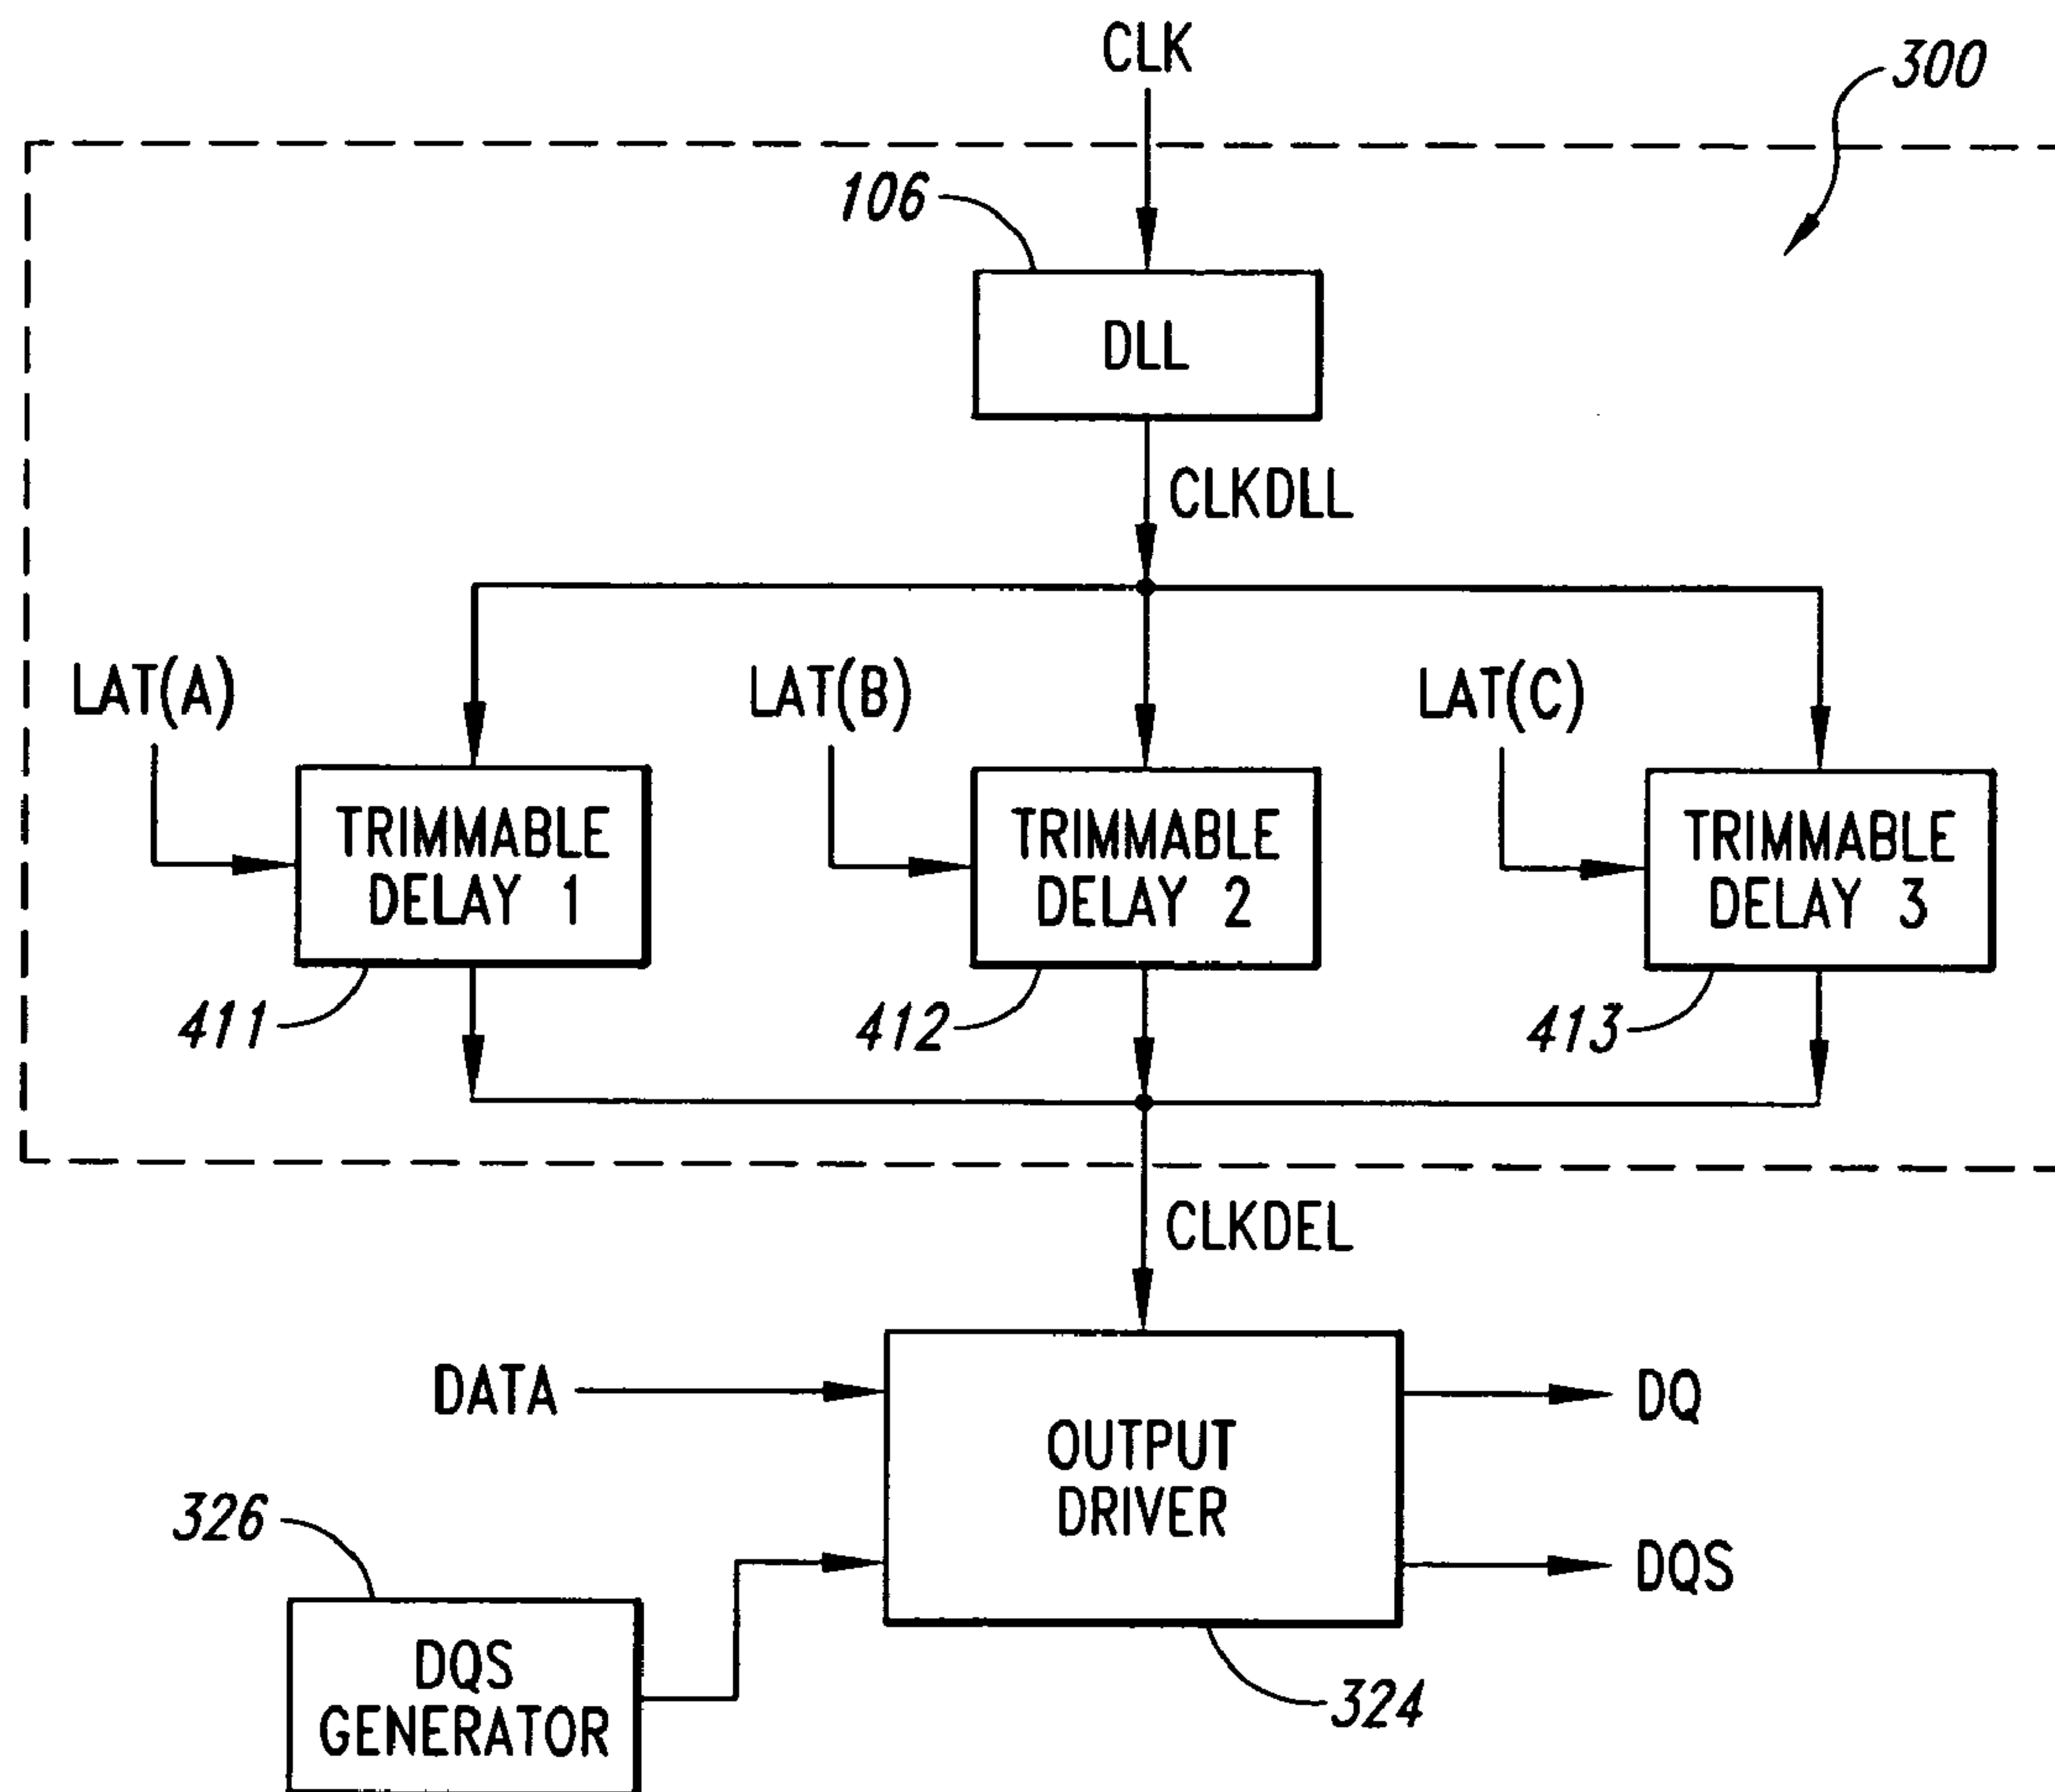 CLK
300
106
DLL
CLKDLL
LAT(A)
LAT(B)
LAT(C)
TRIMMABLE
DELAY 1
TRIMMABLE
DELAY 2
TRIMMABLE
DELAY 3
411
412
413
CLKDEL
DATA
OUTPUT
DRIVER
DQ
DQS
326
DQS
GENERATOR
324